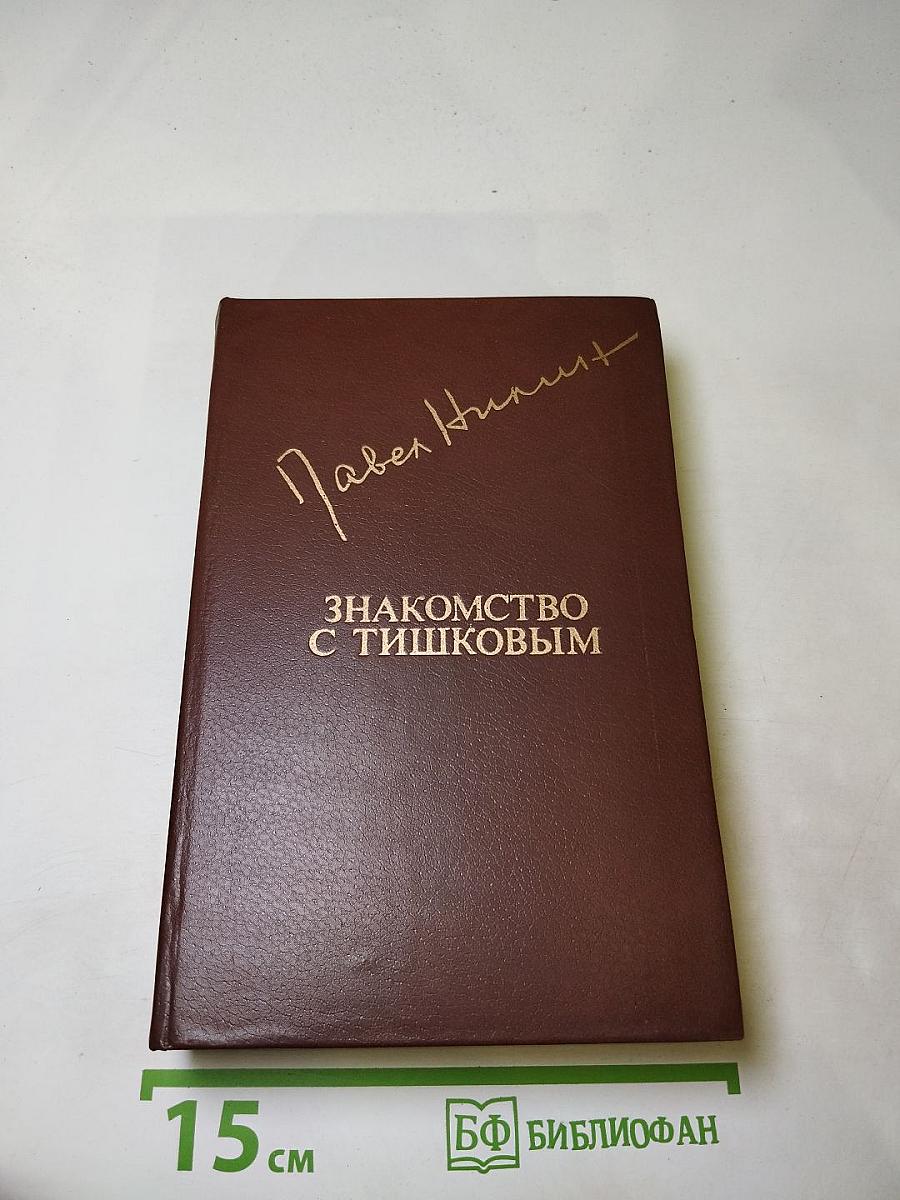 Павел Нилин
ЗНАКОМСТВО
С ТИШКОВЫМ
15 см
БФ БИБЛИОФАН